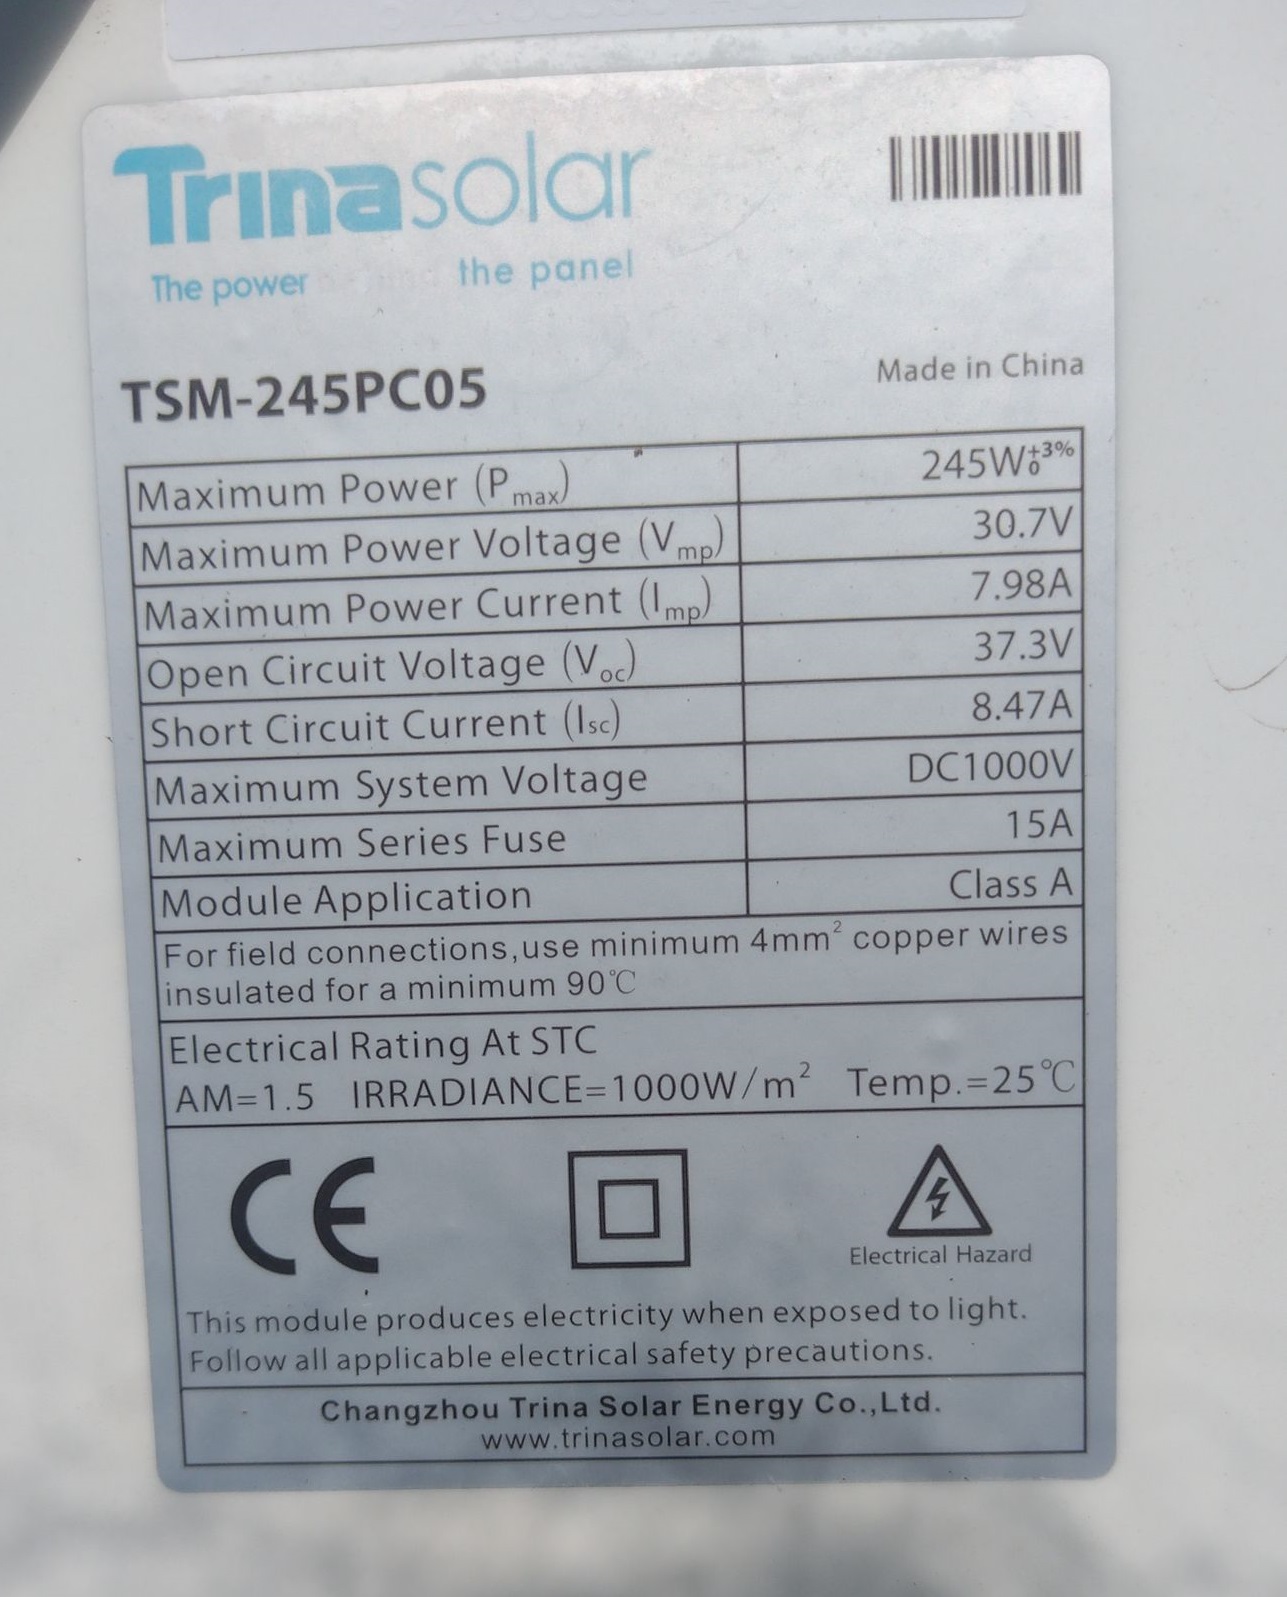 Trinasolar
The power the panel
TSM-245PC05
Made in China
Maximum Power (Pmax) 245W+3% 0
Maximum Power Voltage (Vmp) 30.7V
Maximum Power Current (Imp) 7.98A
Open Circuit Voltage (Voc) 37.3V
Short Circuit Current (Isc) 8.47A
Maximum System Voltage DC1000V
Maximum Series Fuse 15A
Module Application Class A
For field connections,use minimum 4mm² copper wires
insulated for a minimum 90℃
Electrical Rating At STC
AM=1.5 IRRADIANCE=1000W/m² Temp.=25℃
CE
Electrical Hazard
This module produces electricity when exposed to light.
Follow all applicable electrical safety precautions.
Changzhou Trina Solar Energy Co.,Ltd.
www.trinasolar.com